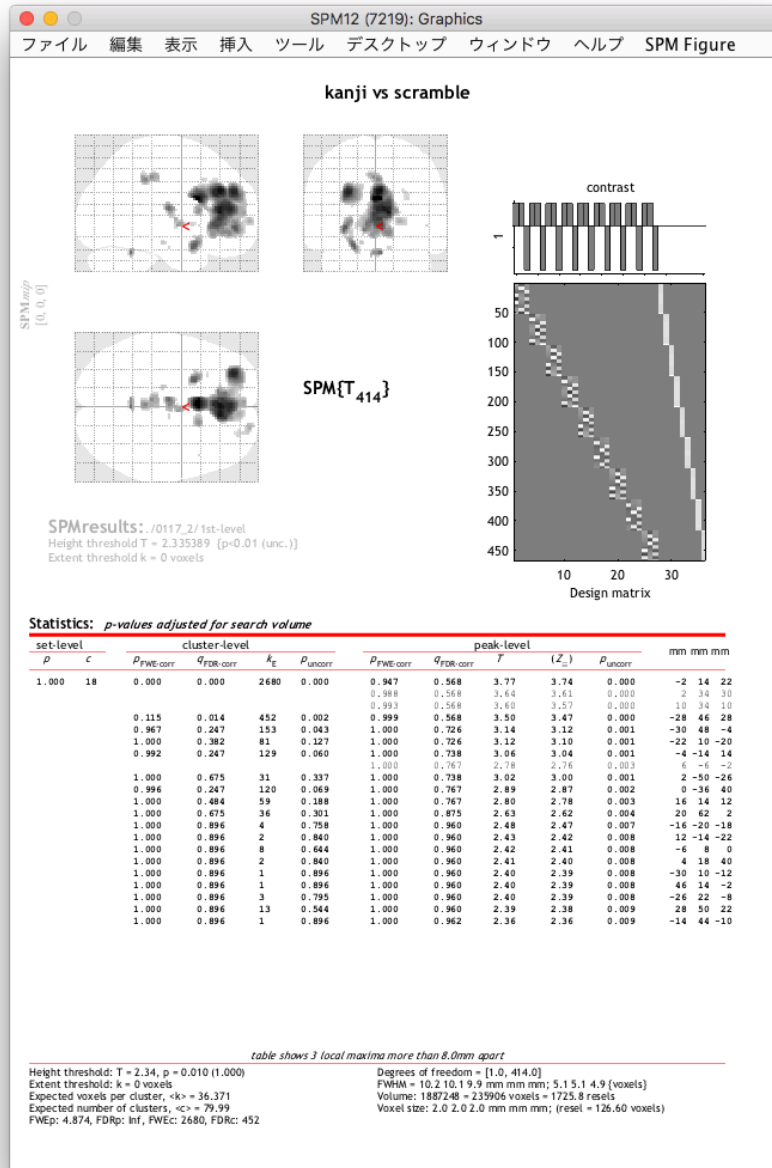 SPM12 (7219): Graphics
ファイル 編集 表示 挿入 ツール デスクトップ ウィンドウ ヘルプ SPM Figure
kanji vs scramble
SPMmip
[0, 0, 0]
<
<
<
SPM{T414}
contrast
1
50
100
150
200
250
300
350
400
450
10 20 30
Design matrix
SPMresults: ./0117_2/1st-level
Height threshold T = 2.335389 {p<0.01 (unc.)}
Extent threshold k = 0 voxels
Statistics: p-values adjusted for search volume
set-level cluster-level peak-level mm mm mm
p c pFWE-corr qFDR-corr kE puncorr pFWE-corr qFDR-corr T (Z≡) puncorr
1.000 18 0.000 0.000 2680 0.000 0.947 0.568 3.77 3.74 0.000 -2 14 22
0.988 0.568 3.64 3.61 0.000 2 34 30
0.993 0.568 3.60 3.57 0.000 10 34 10
0.115 0.014 452 0.002 0.999 0.568 3.50 3.47 0.000 -28 46 28
0.967 0.247 153 0.043 1.000 0.726 3.14 3.12 0.001 -30 48 -4
1.000 0.382 81 0.127 1.000 0.726 3.12 3.10 0.001 -22 10 -20
0.992 0.247 129 0.060 1.000 0.738 3.06 3.04 0.001 -4 -14 14
1.000 0.767 2.78 2.76 0.003 6 -6 -2
1.000 0.675 31 0.337 1.000 0.738 3.02 3.00 0.001 2 -50 -26
0.996 0.247 120 0.069 1.000 0.767 2.89 2.87 0.002 0 -36 40
1.000 0.484 59 0.188 1.000 0.767 2.80 2.78 0.003 16 14 12
1.000 0.675 36 0.301 1.000 0.875 2.63 2.62 0.004 20 62 2
1.000 0.896 4 0.758 1.000 0.960 2.48 2.47 0.007 -16 -20 -18
1.000 0.896 2 0.840 1.000 0.960 2.43 2.42 0.008 12 -14 -22
1.000 0.896 8 0.644 1.000 0.960 2.42 2.41 0.008 -6 8 0
1.000 0.896 2 0.840 1.000 0.960 2.41 2.40 0.008 4 18 40
1.000 0.896 1 0.896 1.000 0.960 2.40 2.39 0.008 -30 10 -12
1.000 0.896 1 0.896 1.000 0.960 2.40 2.39 0.008 46 14 -2
1.000 0.896 3 0.795 1.000 0.960 2.40 2.39 0.008 -26 22 -8
1.000 0.896 13 0.544 1.000 0.960 2.39 2.38 0.009 28 50 22
1.000 0.896 1 0.896 1.000 0.962 2.36 2.36 0.009 -14 44 -10
table shows 3 local maxima more than 8.0mm apart
Height threshold: T = 2.34, p = 0.010 (1.000)
Extent threshold: k = 0 voxels
Expected voxels per cluster, <k> = 36.371
Expected number of clusters, <c> = 79.99
FWEp: 4.874, FDRp: Inf, FWEc: 2680, FDRc: 452
Degrees of freedom = [1.0, 414.0]
FWHM = 10.2 10.1 9.9 mm mm mm; 5.1 5.1 4.9 {voxels}
Volume: 1887248 = 235906 voxels = 1725.8 resels
Voxel size: 2.0 2.0 2.0 mm mm mm; (resel = 126.60 voxels)